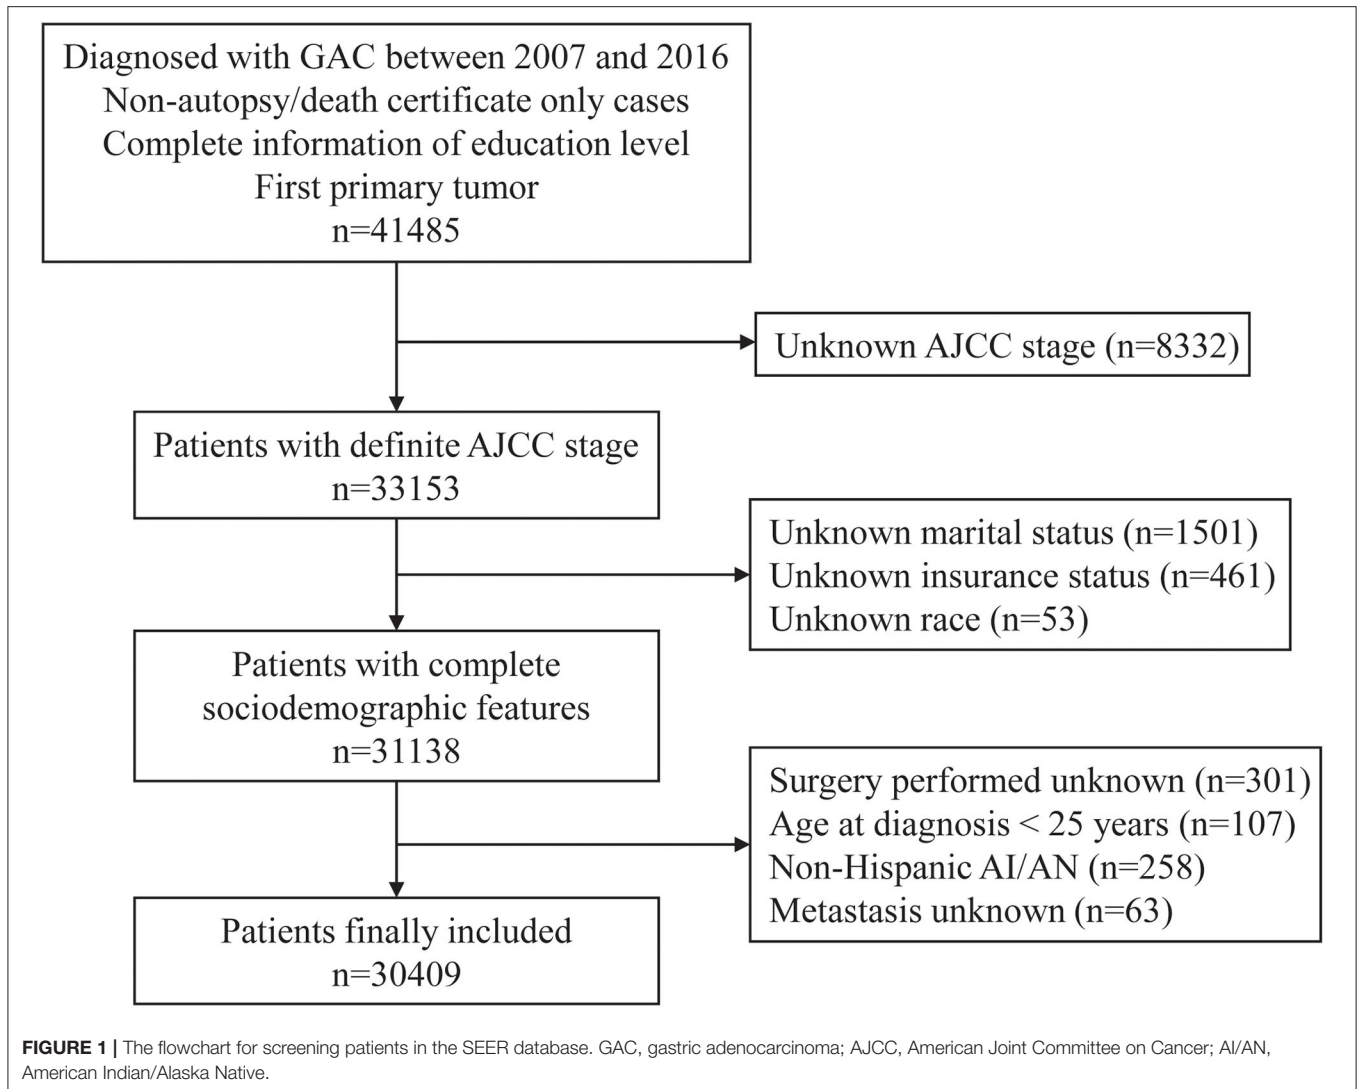 Diagnosed with GAC between 2007 and 2016
Non-autopsy/death certificate only cases
Complete information of education level
First primary tumor
n=41485
Unknown AJCC stage (n=8332)
Patients with definite AJCC stage
n=33153
Unknown marital status (n=1501)
Unknown insurance status (n=461)
Unknown race (n=53)
Patients with complete
sociodemographic features
n=31138
Surgery performed unknown (n=301)
Age at diagnosis < 25 years (n=107)
Non-Hispanic AI/AN (n=258)
Metastasis unknown (n=63)
Patients finally included
n=30409
FIGURE 1 | The flowchart for screening patients in the SEER database. GAC, gastric adenocarcinoma; AJCC, American Joint Committee on Cancer; AI/AN,
American Indian/Alaska Native.